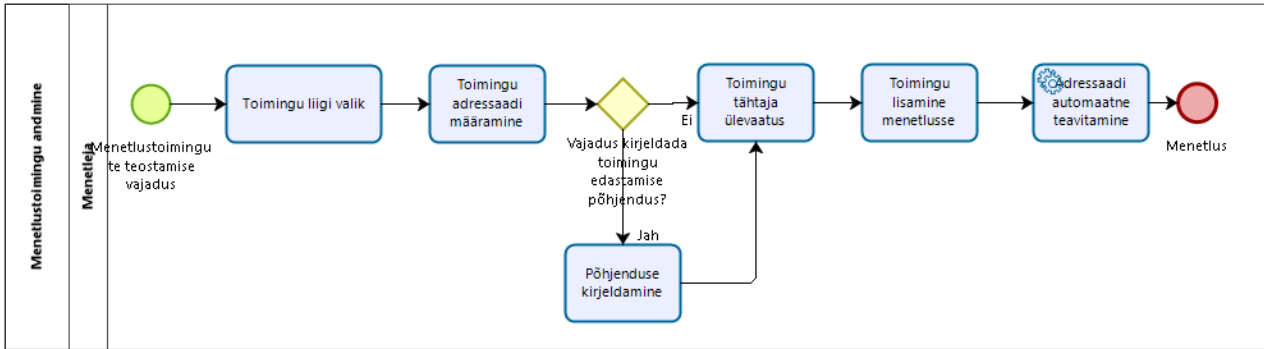 Menetlustoimingu andmine
Menetleja
Menetlustoimingu
te teostamise
vajadus
Toimingu liigi valik
Toimingu
adressaadi
määramine
Vajadus kirjeldada
toimingu
edastamise
põhjendus?
Ei
Jah
Põhjenduse
kirjeldamine
Toimingu
tähtaja
ülevaatus
Toimingu
lisamine
menetlusse
Adressaadi
automaatne
teavitamine
Menetlus